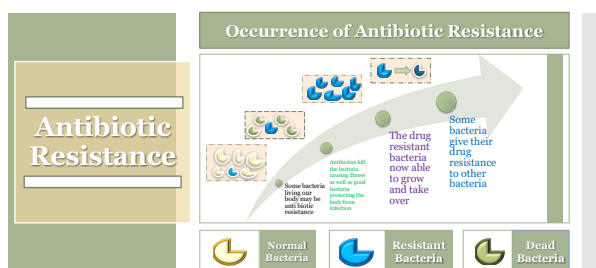 Antibiotic
Resistance
Occurrence of Antibiotic Resistance
Some bacteria
living our
body may be
anti biotic
resistance
Antibiotics kill
the bacteria
causing illness
as well as good
bacteria
protecting the
body from
infection
The drug
resistant
bacteria
now able
to grow
and take
over
Some
bacteria
give their
drug
resistance
to other
bacteria
Normal
Bacteria
Resistant
Bacteria
Dead
Bacteria